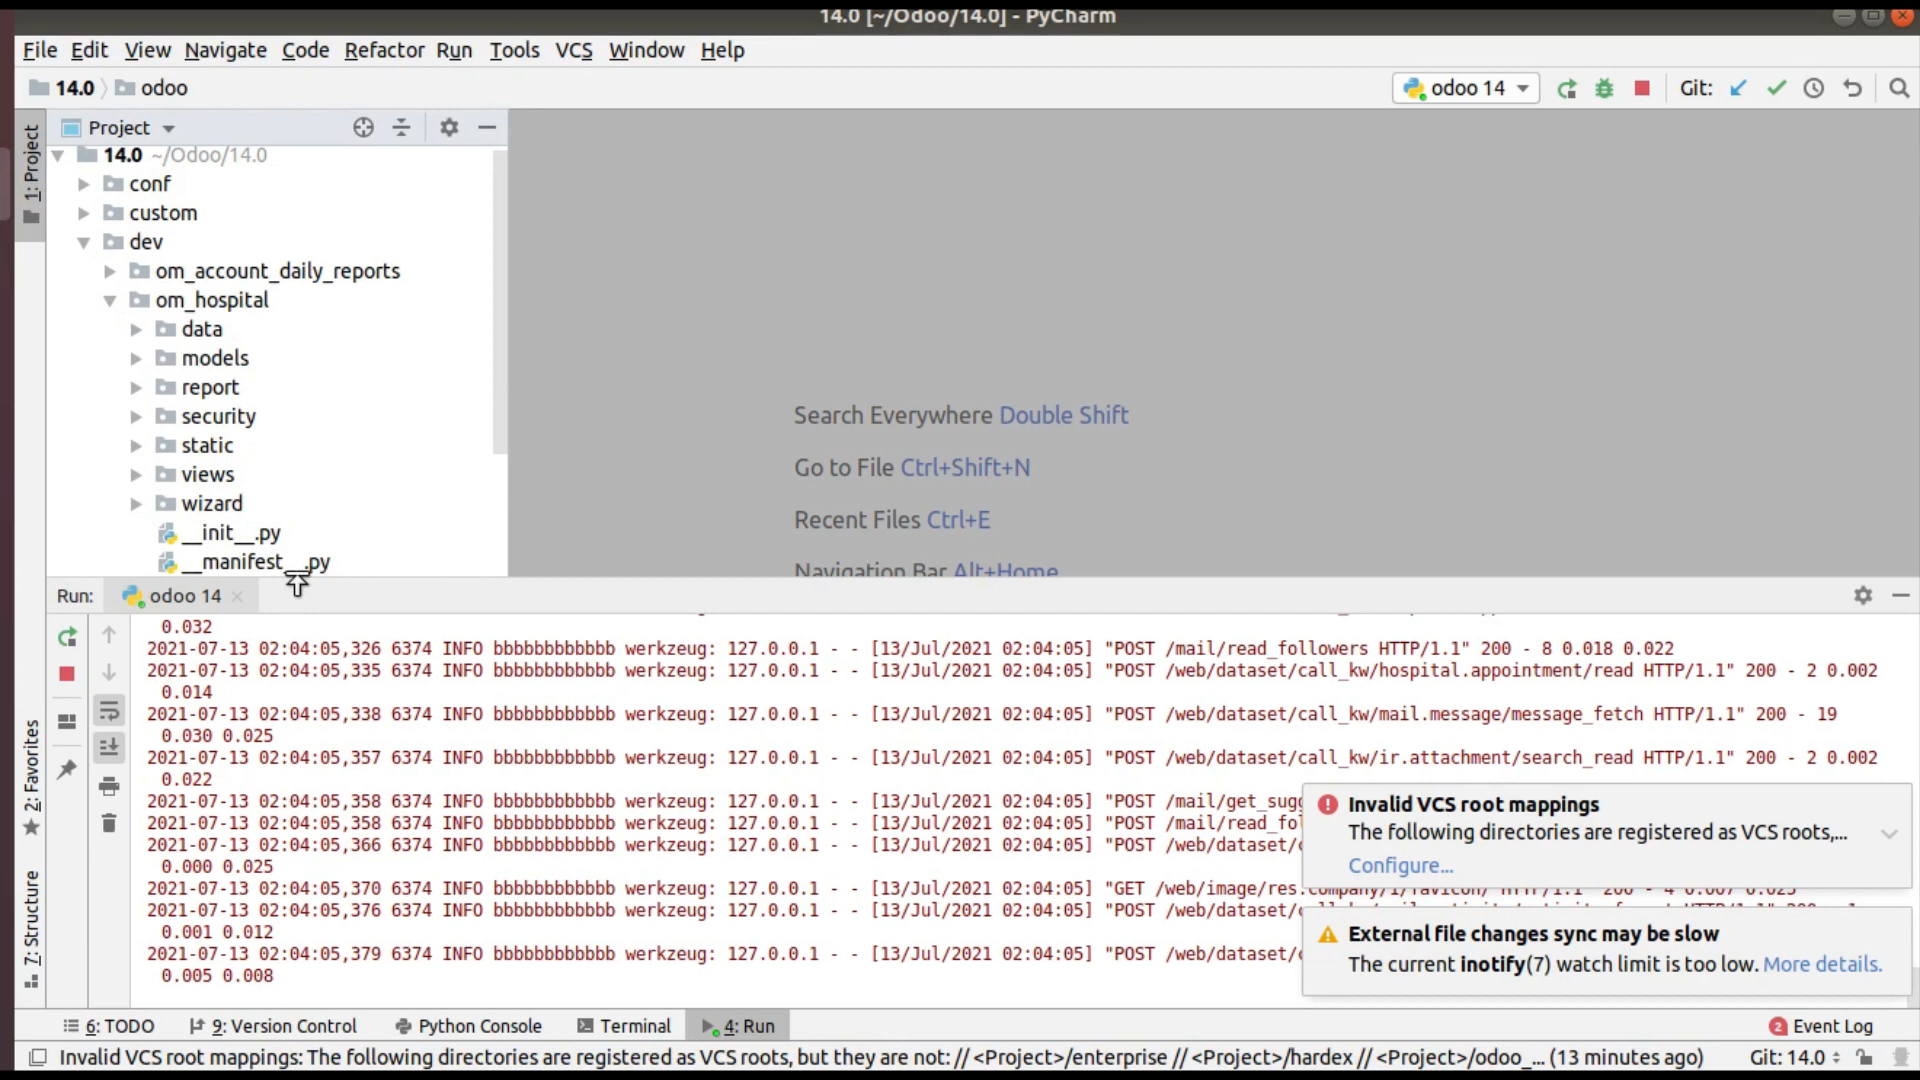 14.0 [~/Odoo/14.0] - PyCharm
File Edit View Navigate Code Refactor Run Tools VCS Window Help
14.0 odoo
odoo 14 Git:
Project
1: Project
14.0 ~/Odoo/14.0
conf
custom
dev
om_account_daily_reports
om_hospital
data
models
report
security
static
views
wizard
__init__.py
__manifest__.py
Search Everywhere Double Shift
Go to File Ctrl+Shift+N
Recent Files Ctrl+E
Navigation Bar Alt+Home
Run: odoo 14
0.032
2021-07-13 02:04:05,326 6374 INFO bbbbbbbbbbbb werkzeug: 127.0.0.1 - - [13/Jul/2021 02:04:05] "POST /mail/read_followers HTTP/1.1" 200 - 8 0.018 0.022
2021-07-13 02:04:05,335 6374 INFO bbbbbbbbbbbb werkzeug: 127.0.0.1 - - [13/Jul/2021 02:04:05] "POST /web/dataset/call_kw/hospital.appointment/read HTTP/1.1" 200 - 2 0.002
0.014
2021-07-13 02:04:05,338 6374 INFO bbbbbbbbbbbb werkzeug: 127.0.0.1 - - [13/Jul/2021 02:04:05] "POST /web/dataset/call_kw/mail.message/message_fetch HTTP/1.1" 200 - 19
0.030 0.025
2021-07-13 02:04:05,357 6374 INFO bbbbbbbbbbbb werkzeug: 127.0.0.1 - - [13/Jul/2021 02:04:05] "POST /web/dataset/call_kw/ir.attachment/search_read HTTP/1.1" 200 - 2 0.002
0.022
2021-07-13 02:04:05,358 6374 INFO bbbbbbbbbbbb werkzeug: 127.0.0.1 - - [13/Jul/2021 02:04:05] "POST /mail/get_sugg
2021-07-13 02:04:05,358 6374 INFO bbbbbbbbbbbb werkzeug: 127.0.0.1 - - [13/Jul/2021 02:04:05] "POST /mail/read_fol
2021-07-13 02:04:05,366 6374 INFO bbbbbbbbbbbb werkzeug: 127.0.0.1 - - [13/Jul/2021 02:04:05] "POST /web/dataset/c
0.000 0.025
2021-07-13 02:04:05,370 6374 INFO bbbbbbbbbbbb werkzeug: 127.0.0.1 - - [13/Jul/2021 02:04:05] "GET /web/image/res.company/1/favicon/ HTTP/1.1" 200 - 4 0.007 0.025
2021-07-13 02:04:05,376 6374 INFO bbbbbbbbbbbb werkzeug: 127.0.0.1 - - [13/Jul/2021 02:04:05] "POST /web/dataset/c
0.001 0.012
2021-07-13 02:04:05,379 6374 INFO bbbbbbbbbbbb werkzeug: 127.0.0.1 - - [13/Jul/2021 02:04:05] "POST /web/dataset/c
0.005 0.008
Invalid VCS root mappings
The following directories are registered as VCS roots,...
Configure...
External file changes sync may be slow
The current inotify(7) watch limit is too low. More details.
2: Favorites
7: Structure
6: TODO 9: Version Control Python Console Terminal 4: Run 2 Event Log
Invalid VCS root mappings: The following directories are registered as VCS roots, but they are not: // <Project>/enterprise // <Project>/hardex // <Project>/odoo_... (13 minutes ago) Git: 14.0